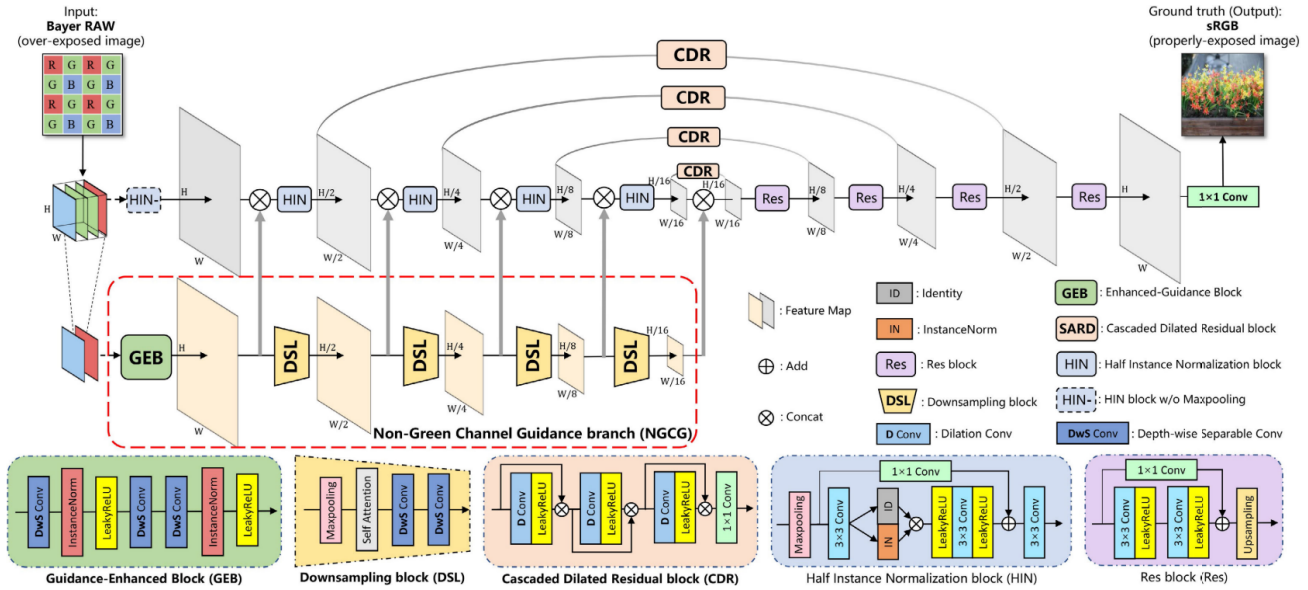 Input:
Bayer RAW
(over-exposed image)
R G R G
G B G B
R G R G
G B G B
Ground truth (Output):
sRGB
(properly-exposed image)
CDR
CDR
CDR
CDR
H
W
HIN-
H
W
HIN
H/2
W/2
HIN
H/4
W/4
HIN
H/8
W/8
HIN
H/16
W/16
H/16
W/16
Res
H/8
W/8
Res
H/4
W/4
Res
H/2
W/2
Res
H
W
1×1 Conv
GEB
H
W
DSL
H/2
W/2
DSL
H/4
W/4
DSL
H/8
W/8
DSL
H/16
W/16
Non-Green Channel Guidance branch (NGCG)
: Feature Map
: Add
: Concat
ID : Identity
IN : InstanceNorm
Res : Res block
DSL : Downsampling block
D Conv : Dilation Conv
GEB : Enhanced-Guidance Block
SARD : Cascaded Dilated Residual block
HIN : Half Instance Normalization block
HIN- : HIN block w/o Maxpooling
DwS Conv : Depth-wise Separable Conv
DwS Conv
InstanceNorm
LeakyReLU
DwS Conv
DwS Conv
InstanceNorm
LeakyReLU
Guidance-Enhanced Block (GEB)
Maxpooling
Self Attention
DwS Conv
DwS Conv
Downsampling block (DSL)
D Conv
LeakyReLU
D Conv
LeakyReLU
D Conv
LeakyReLU
1×1 Conv
Cascaded Dilated Residual block (CDR)
1×1 Conv
Maxpooling
3×3 Conv
ID
IN
LeakyReLU
3×3 Conv
LeakyReLU
3×3 Conv
Half Instance Normalization block (HIN)
1×1 Conv
3×3 Conv
LeakyReLU
3×3 Conv
LeakyReLU
Upsampling
Res block (Res)